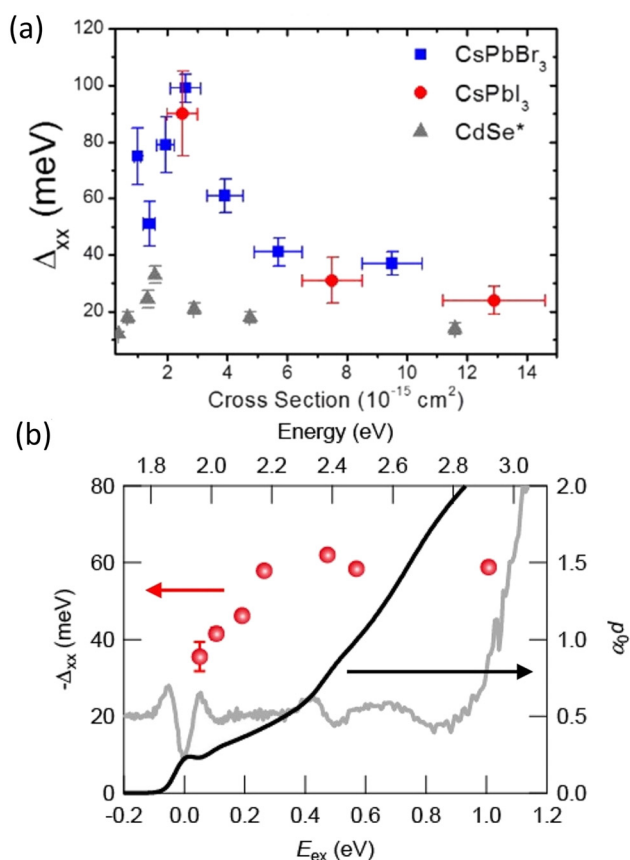 (a)
Δxx (meV)
120
100
80
60
40
20
CsPbBr3
CsPbI3
CdSe*
2 4 6 8 10 12 14
Cross Section (10-15 cm2)
(b)
Energy (eV)
1.8 2.0 2.2 2.4 2.6 2.8 3.0
-Δxx (meV)
80
60
40
20
0
2.0
1.5
1.0
0.5
0.0
α0d
-0.2 0.0 0.2 0.4 0.6 0.8 1.0
Eex (eV)